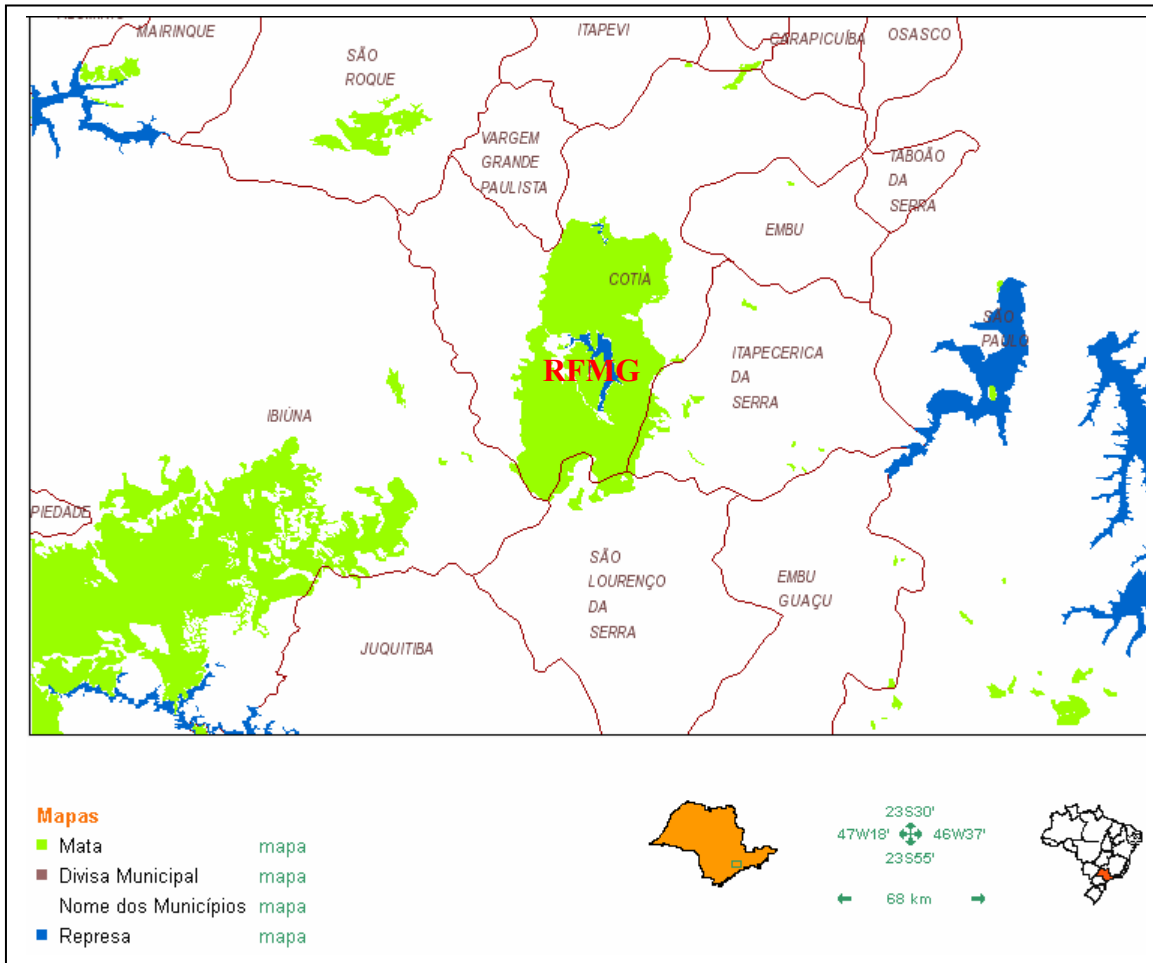 MAIRINQUE
SÃO
ROQUE
ITAPEVI
CARAPICUÍBA
OSASCO
VARGEM
GRANDE
PAULISTA
TABOÃO
DA
SERRA
EMBU
COTIA
SÃO
PAULO
ITAPECERICA
DA
SERRA
RFMG
IBIÚNA
PIEDADE
SÃO
LOURENÇO
DA
SERRA
EMBU
GUAÇU
JUQUITIBA
Mapas
Mata mapa
Divisa Municipal mapa
Nome dos Municípios mapa
Represa mapa
23S30'
47W18' 46W37'
23S55'
68 km